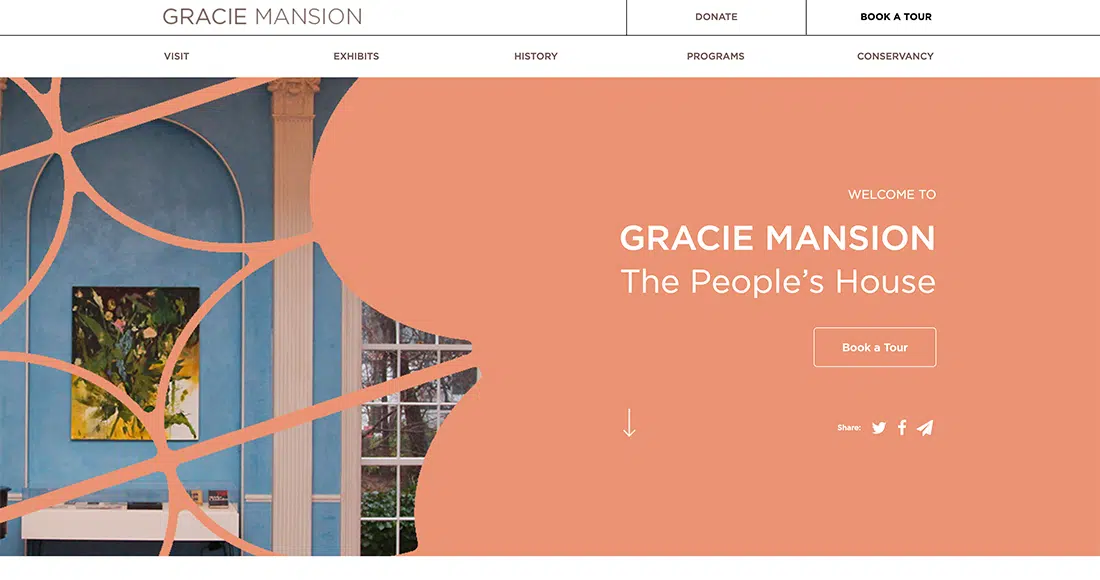 GRACIE MANSION
DONATE
BOOK A TOUR
VISIT
EXHIBITS
HISTORY
PROGRAMS
CONSERVANCY
WELCOME TO
GRACIE MANSION
The People’s House
Book a Tour
Share: